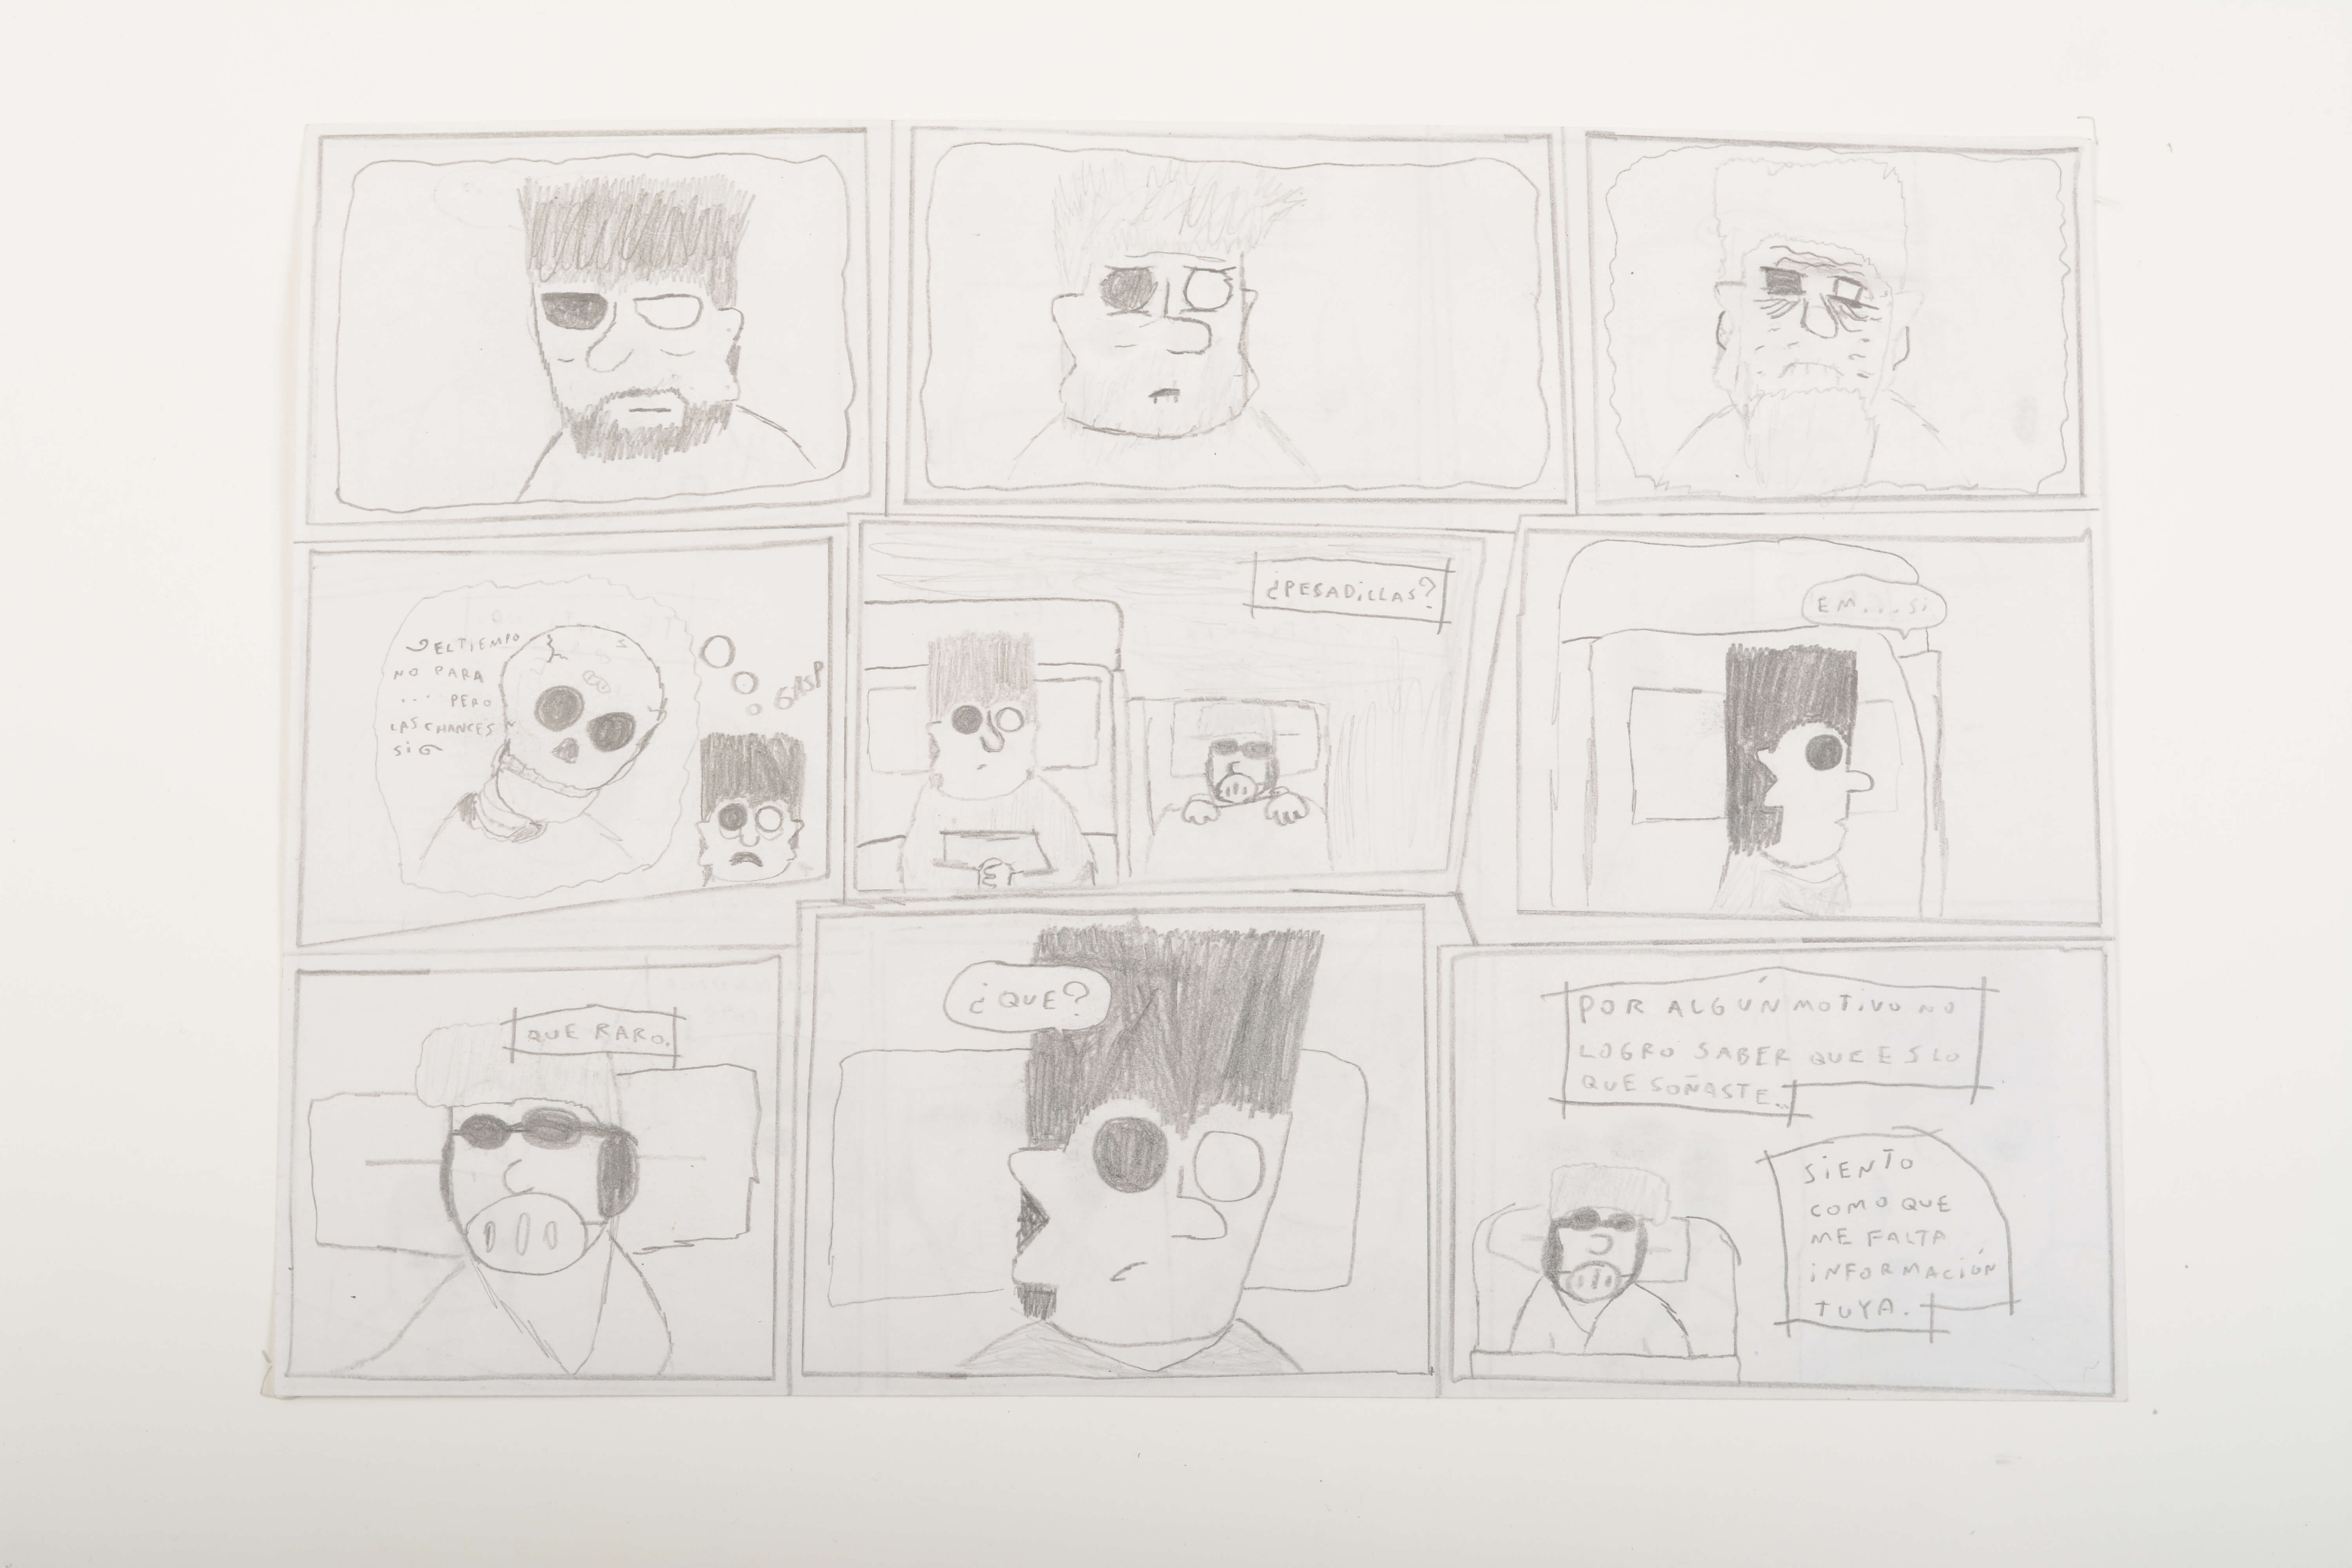 EL TIEMPO
NO PARA
... PERO
LAS CHANCES
SI
GASP
¿PESADiLLAS?
EM...Si
QUE RARO.
¿QUE?
POR ALGÚN MOTiVO NO
LOGRO SABER QUE ES LO
QUE SOÑASTE...
SiENTO
COMO QUE
ME FALTA
iNFORMACiÓN
TUYA.